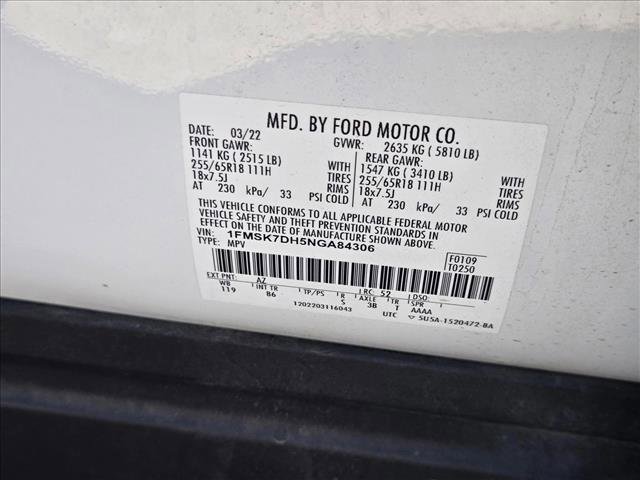 MFD. BY FORD MOTOR CO.
DATE: 03/22 GVWR: 2635 KG ( 5810 LB)
FRONT GAWR: REAR GAWR:
1141 KG ( 2515 LB) WITH 1547 KG ( 3410 LB) WITH
255/65R18 111H TIRES 255/65R18 111H TIRES
18x7.5J RIMS 18x7.5J RIMS
AT 230 kPa/ 33 PSI COLD AT 230 kPa/ 33 PSI COLD
THIS VEHICLE CONFORMS TO ALL APPLICABLE FEDERAL MOTOR
VEHICLE SAFETY AND THEFT PREVENTION STANDARDS IN
EFFECT ON THE DATE OF MANUFACTURE SHOWN ABOVE.
VIN: 1FMSK7DH5NGA84306
TYPE: MPV
F0109
T0250
EXT PNT: AZ RC: 52 DSO:
WB INT TR TP/PS R AXLE TR SPR
119 B6 S 3B T AAAA
1202203116043 UTC 5U5A-1520472-BA